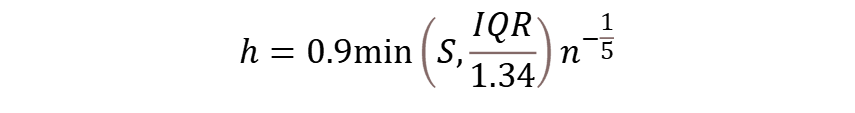 h = 0.9min(S, IQR/1.34)n^{-1/5}